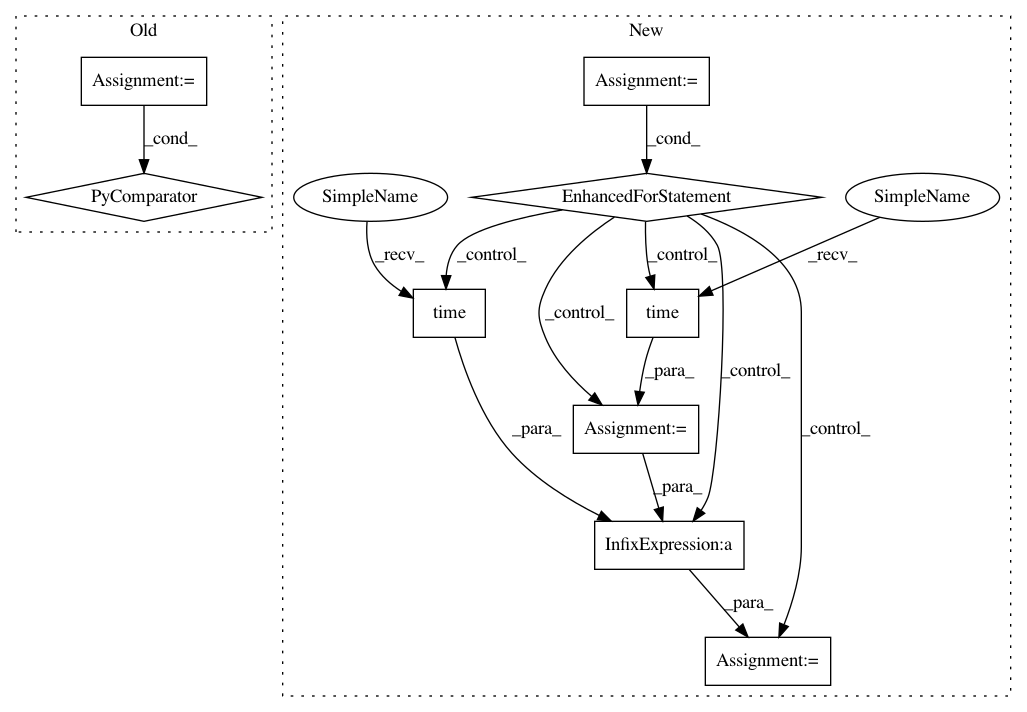 Old
New
Assignment:=
Assignment:=
_cond_
_cond_
PyComparator
SimpleName
EnhancedForStatement
SimpleName
_recv_
_control_
_control_
_recv_
time
_control_
time
_para_
_control_
_para_
Assignment:=
_control_
_para_
InfixExpression:a
_para_
Assignment:=